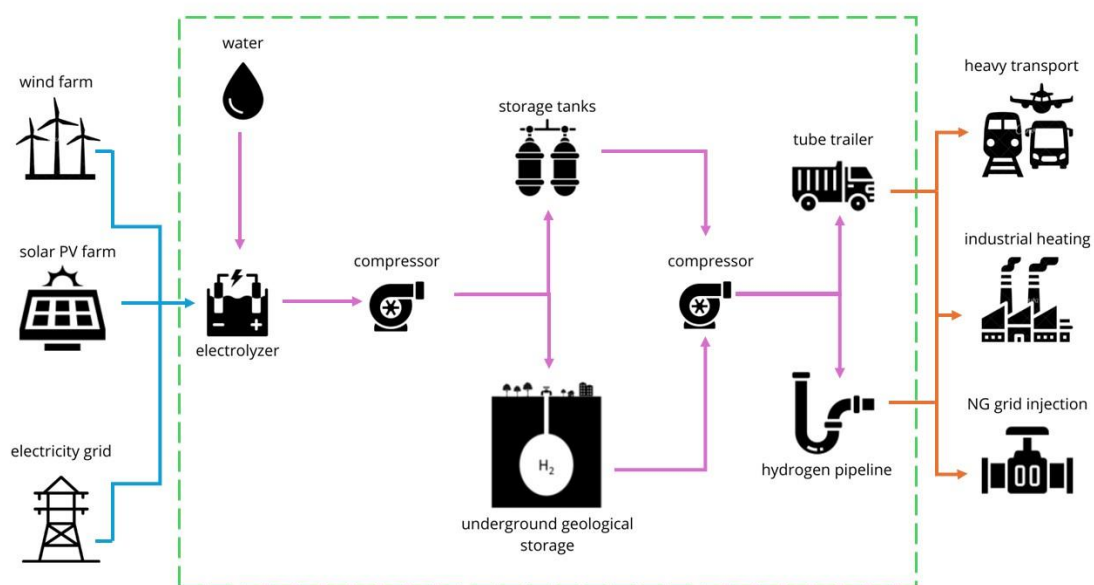 water
wind farm
heavy transport
storage tanks
tube trailer
solar PV farm
compressor
compressor
industrial heating
electrolyzer
NG grid injection
electricity grid
H₂
hydrogen pipeline
underground geological
storage